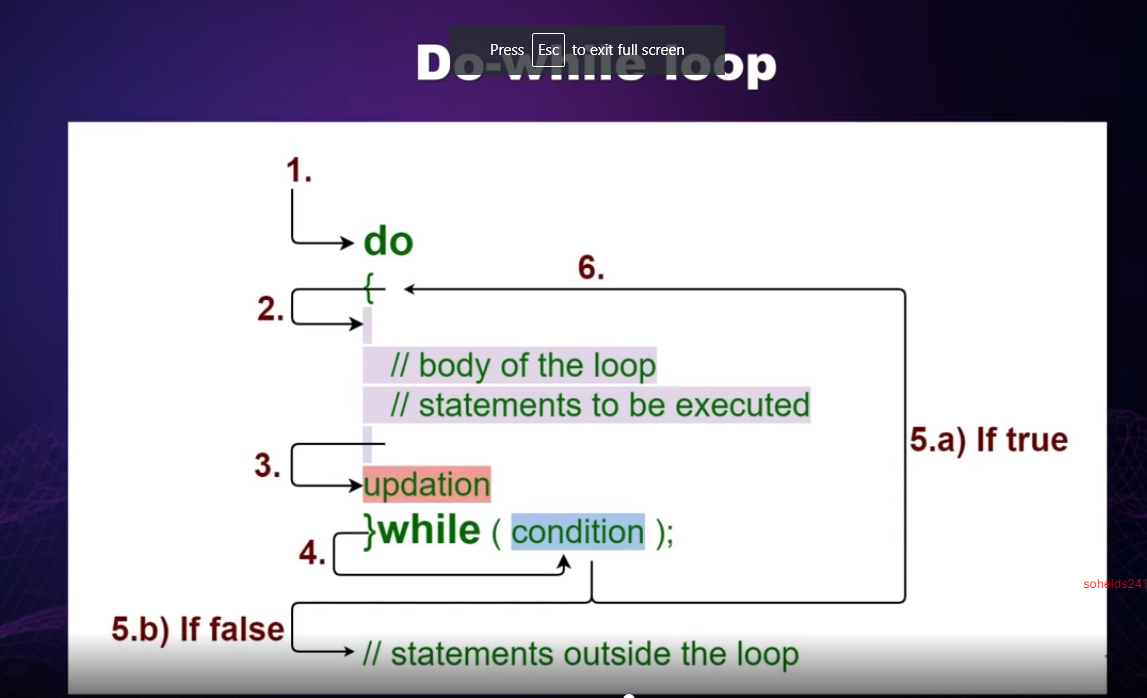 Press Esc to exit full screen
Do-while loop
1.
do
6.
{
2.
// body of the loop
// statements to be executed
5.a) If true
3.
updation
}while ( condition );
4.
sohelds241
5.b) If false
// statements outside the loop